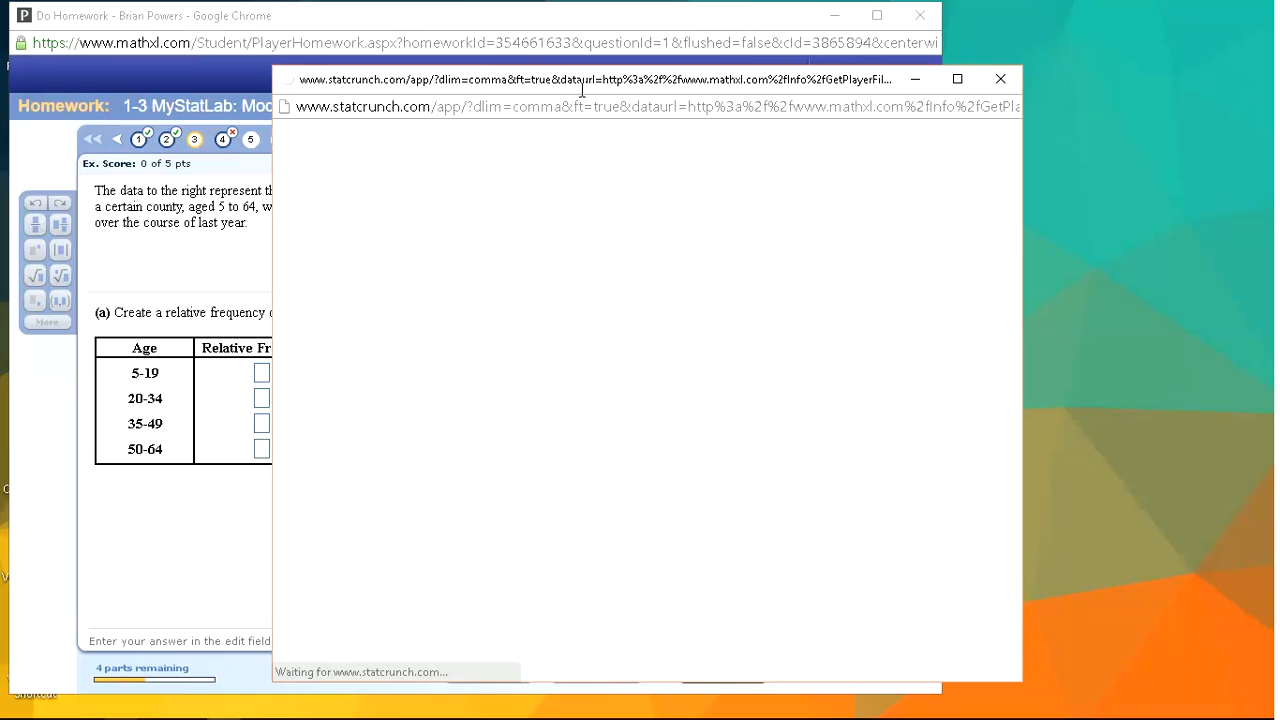 Do Homework - Brian Powers - Google Chrome
https://www.mathxl.com/Student/PlayerHomework.aspx?homeworkId=354661633&questionId=1&flushed=false&cId=3865894&centerwi
www.statcrunch.com/app/?dlim=comma&ft=true&dataurl=http%3a%2f%2fwww.mathxl.com%2fInfo%2fGetPlayerFil...
www.statcrunch.com/app/?dlim=comma&ft=true&dataurl=http%3a%2f%2fwww.mathxl.com%2fInfo%2fGetPla
Homework: 1-3 MyStatLab: Mod
1 2 3 4 5
Ex. Score: 0 of 5 pts
The data to the right represent th
a certain county, aged 5 to 64, w
over the course of last year.
More
(a) Create a relative frequency
Age Relative Fr
5-19
20-34
35-49
50-64
Enter your answer in the edit field
4 parts remaining
Waiting for www.statcrunch.com...